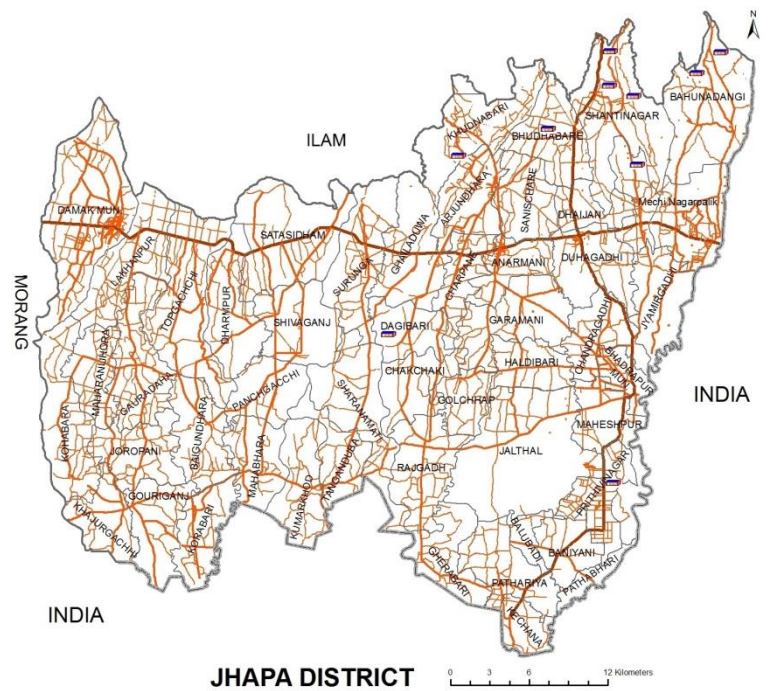 N
BAHUNADANGI
SHANTINAGAR
KHUDNABARI
BHUDHABARE
ILAM
ARJUNDHARA
SANISCHARE
Mechi Nagarpalik
DAMAK MUN
DHAIJAN
SATASIDHAM
GHAILADUWA
LAKHANPUR
DUHAGADHI
ANARMANI
CHARPANE
SURUNGA
TOPGACHCHI
JYAMIRGADHI
DHARMPUR
MORANG
SHIVAGANJ
DAGIBARI
GARAMANI
CHANDRAGADHI
MAHARANIJHORA
HALDIBARI
BHADRAPUR
MUN
CHAKCHAKI
GAURADAHA
PANCHGACCHI
INDIA
GOLCHHAP
SHARANAMATI
KOHABARA
BAIGUNDHARA
MAHESHPUR
JOROPANI
JALTHAL
RAJGADH
MAHABHARA
TANGANDUBA
KUMARKHOD
PRITHIVINAGAR
GOURIGANJ
KHAJURGACHHI
KORABARI
BALUBADI
BANIYANI
GHERABARI
PATHARIYA
PATHABHARI
KECHANA
INDIA
JHAPA DISTRICT
0 3 6 12 Kilometers